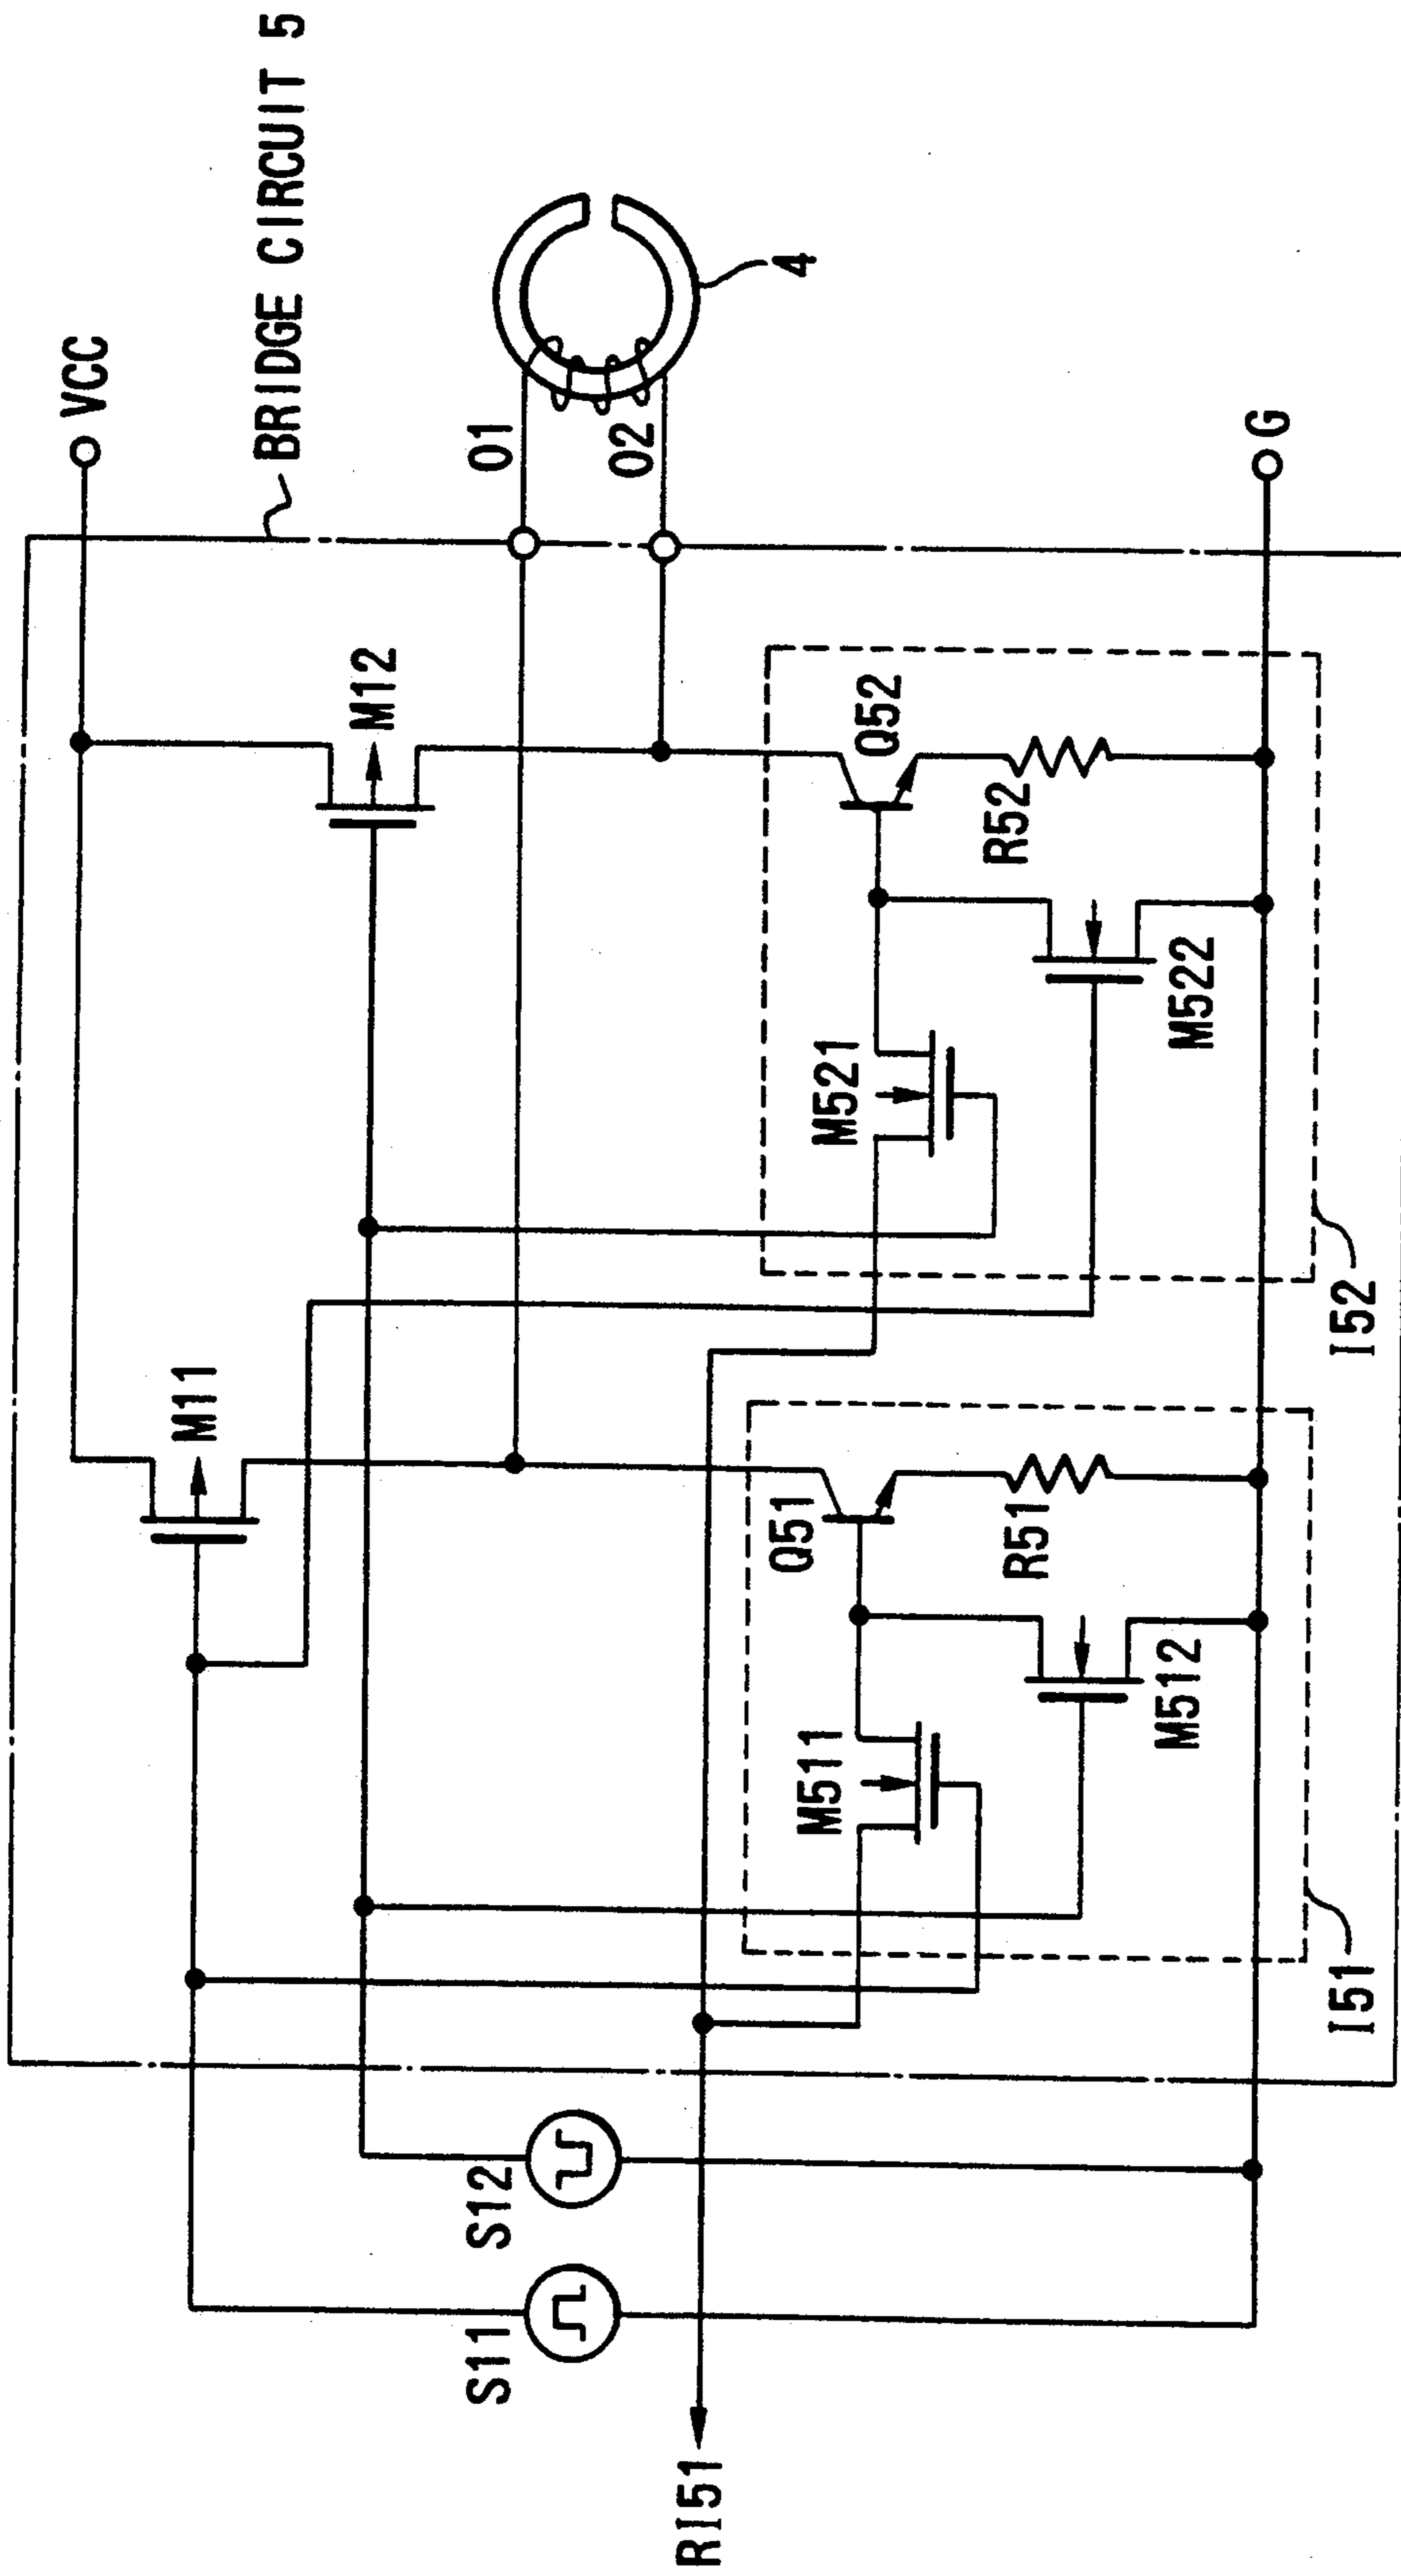 BRIDGE CIRCUIT 5
VCC
M11
M12
O1
O2
4
S11
S12
RI51
Q51
Q52
M511
M521
R51
R52
M512
M522
G
I51
I52